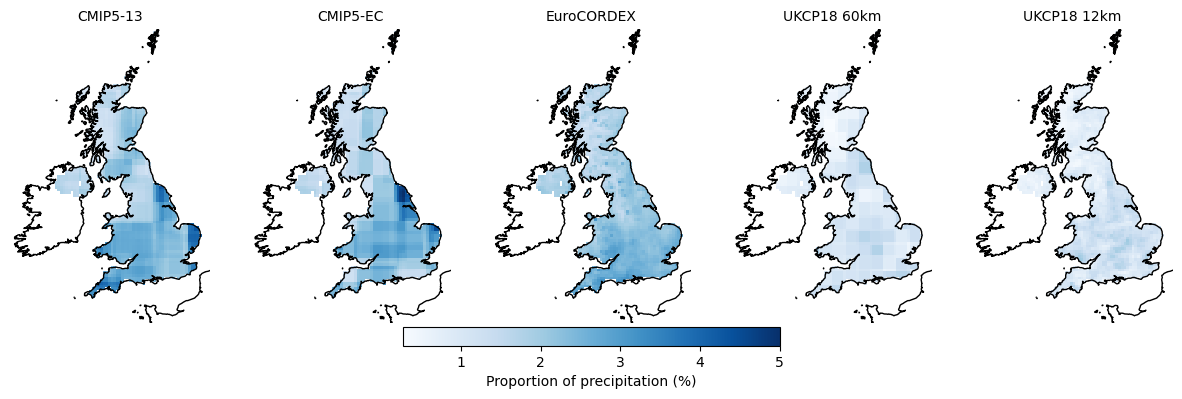 CMIP5-13 CMIP5-EC EuroCORDEX UKCP18 60km UKCP18 12km
1 2 3 4 5
Proportion of precipitation (%)